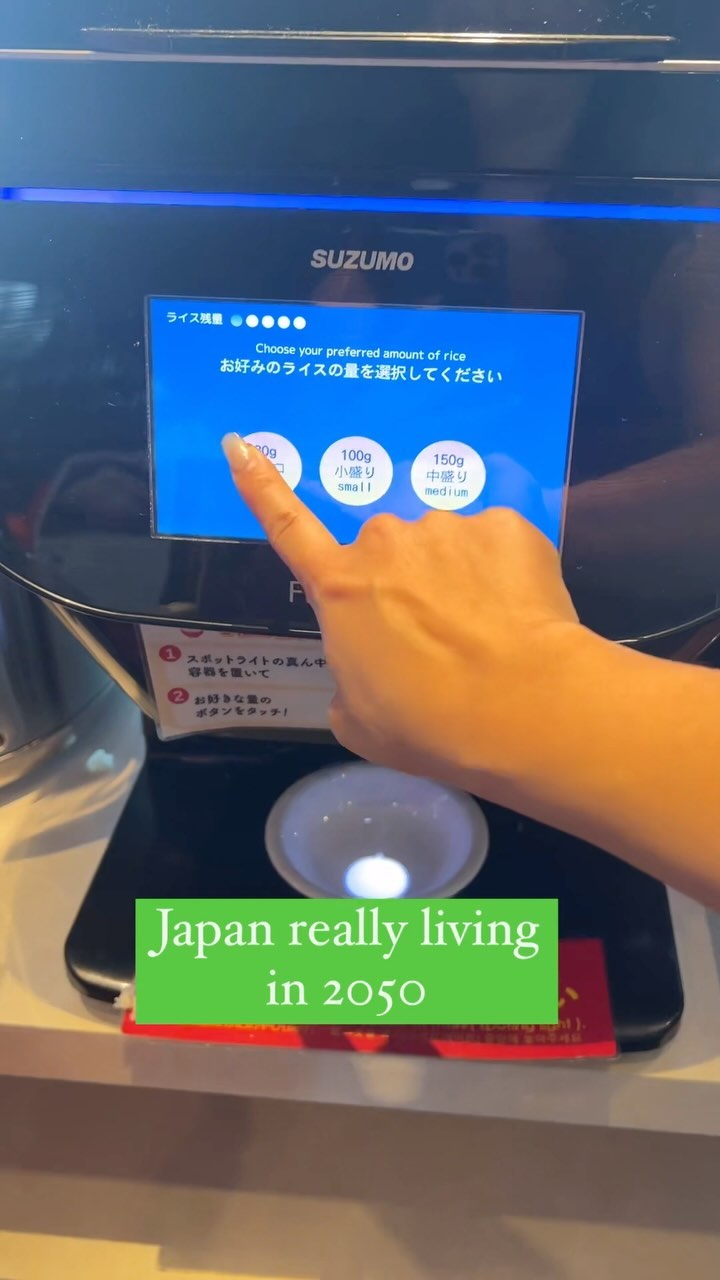 SUZUMO
ライス残量
Choose your preferred amount of rice
お好みのライスの量を選択してください
100g
小盛り
small
150g
中盛り
medium
F
1 スポットライトの真ん中
容器を置いて
2 お好きな量の
ボタンをタッチ!
Japan really living
in 2050